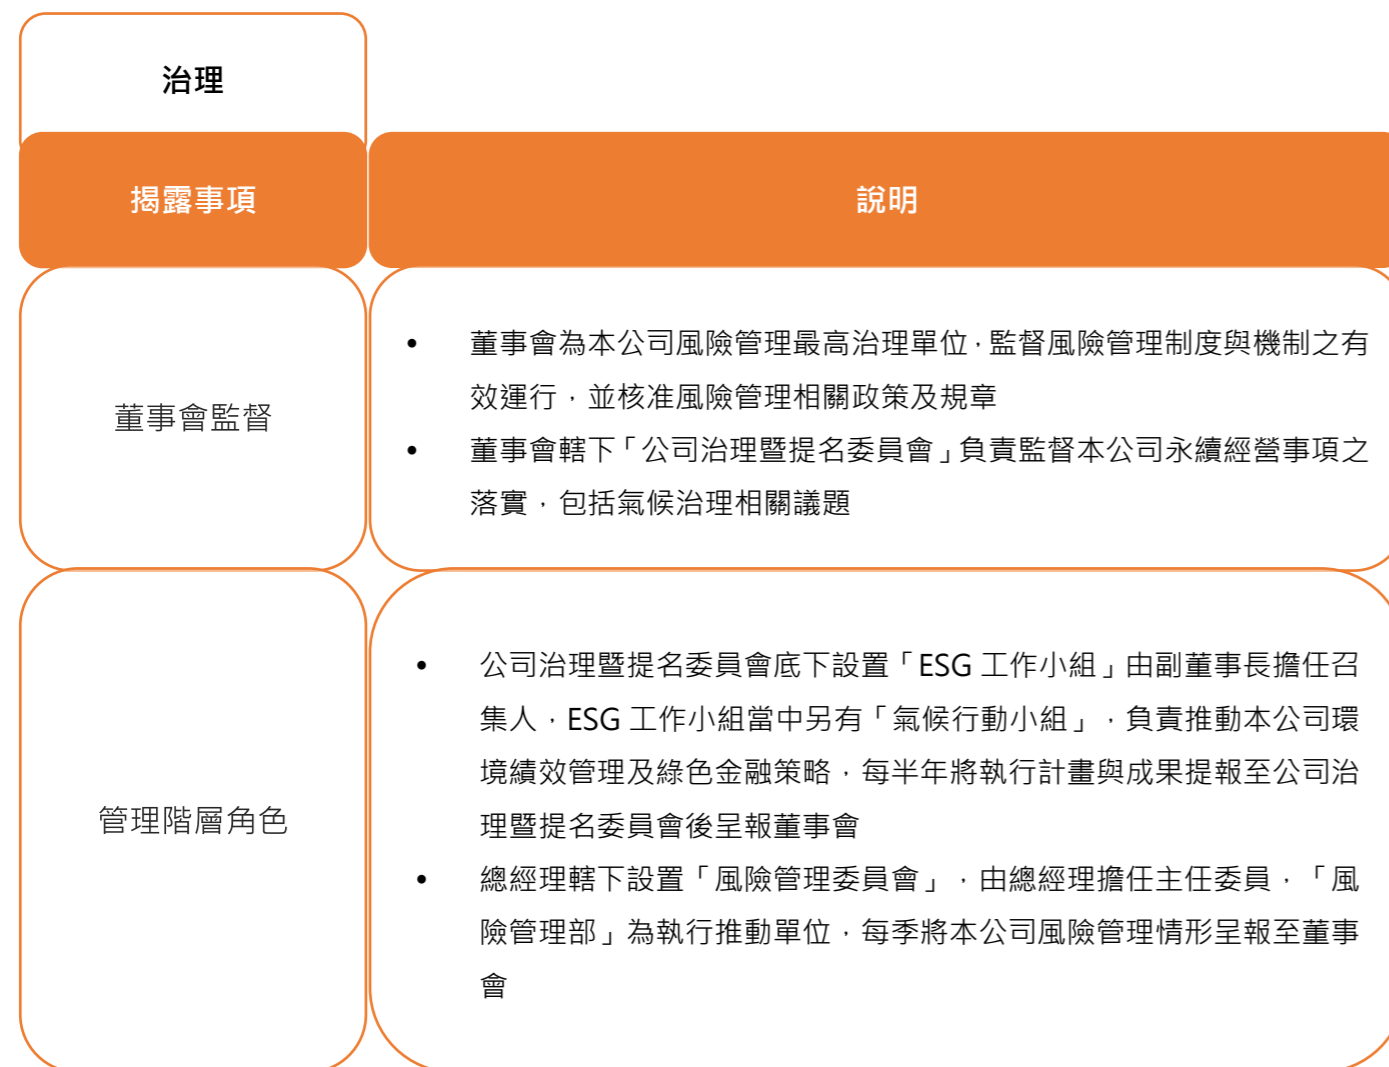 治理
揭露事項
說明
董事會監督
• 董事會為本公司風險管理最高治理單位，監督風險管理制度與機制之有
效運行，並核准風險管理相關政策及規章
• 董事會轄下「公司治理暨提名委員會」負責監督本公司永續經營事項之
落實，包括氣候治理相關議題
管理階層角色
• 公司治理暨提名委員會底下設置「ESG 工作小組」由副董事長擔任召
集人，ESG 工作小組當中另有「氣候行動小組」，負責推動本公司環
境績效管理及綠色金融策略，每半年將執行計畫與成果提報至公司治
理暨提名委員會後呈報董事會
• 總經理轄下設置「風險管理委員會」，由總經理擔任主任委員，「風
險管理部」為執行推動單位，每季將本公司風險管理情形呈報至董事
會